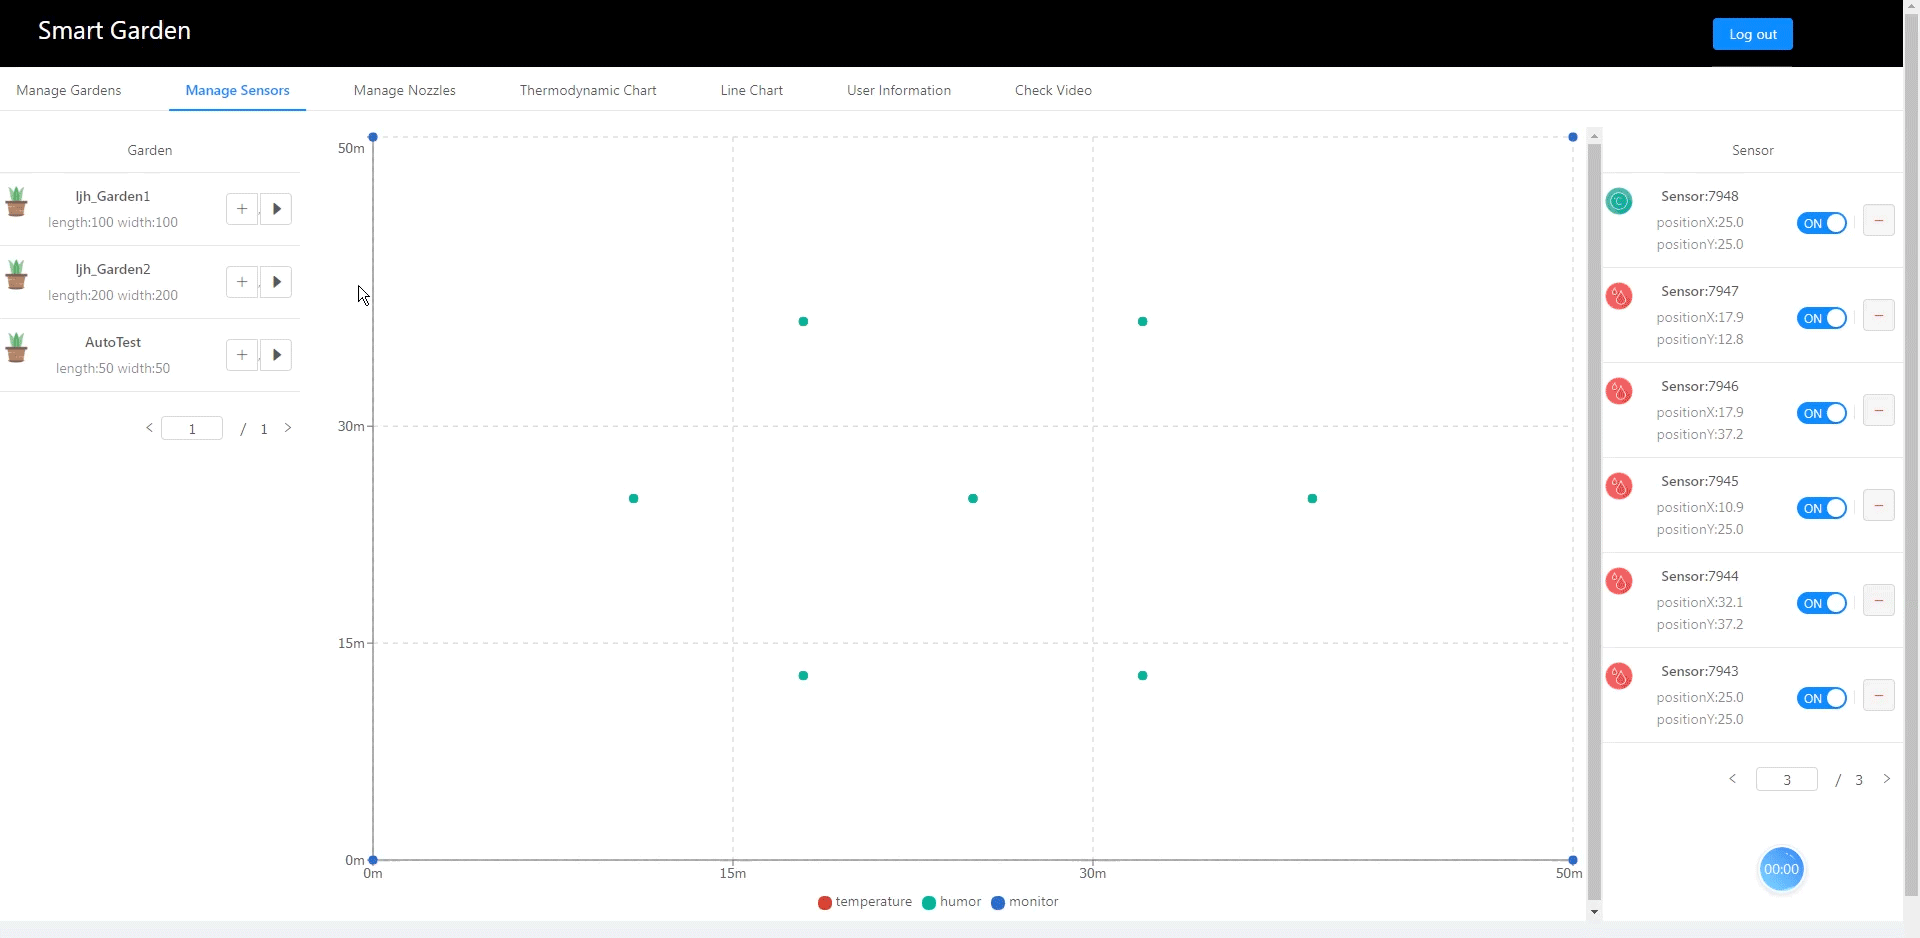 Smart Garden
Log out
Manage Gardens
Manage Sensors
Manage Nozzles
Thermodynamic Chart
Line Chart
User Information
Check Video
Garden
ljh_Garden1
length:100 width:100
ljh_Garden2
length:200 width:200
AutoTest
length:50 width:50
1 / 1
50m
30m
15m
0m
0m
15m
30m
50m
temperature
humor
monitor
Sensor
Sensor:7948
positionX:25.0
positionY:25.0
ON
Sensor:7947
positionX:17.9
positionY:12.8
ON
Sensor:7946
positionX:17.9
positionY:37.2
ON
Sensor:7945
positionX:10.9
positionY:25.0
ON
Sensor:7944
positionX:32.1
positionY:37.2
ON
Sensor:7943
positionX:25.0
positionY:25.0
ON
3 / 3
00:00